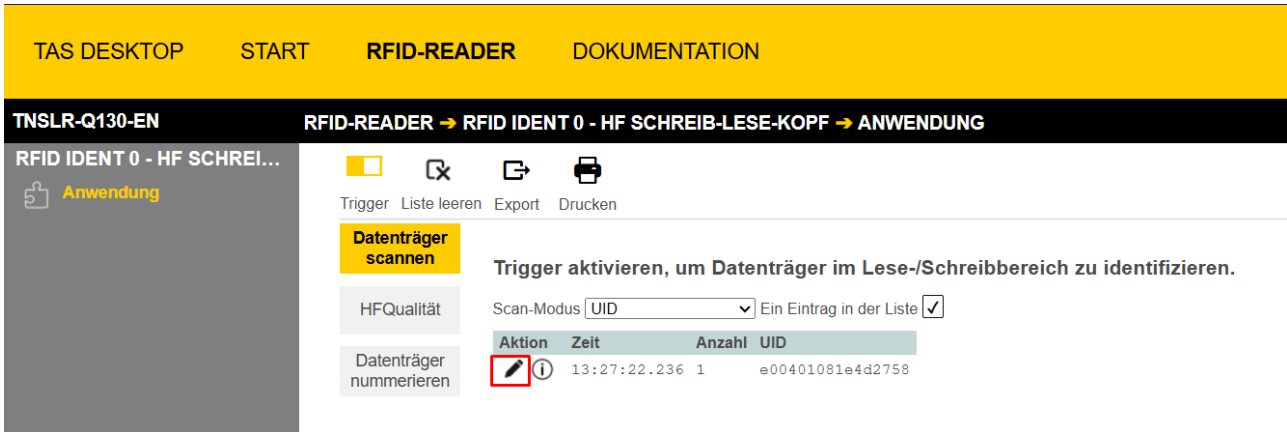 TAS DESKTOP START RFID-READER DOKUMENTATION
TNSLR-Q130-EN RFID-READER ➔ RFID IDENT 0 - HF SCHREIB-LESE-KOPF ➔ ANWENDUNG
RFID IDENT 0 - HF SCHREI...
Anwendung
Trigger Liste leeren Export Drucken
Datenträger
scannen
Trigger aktivieren, um Datenträger im Lese-/Schreibbereich zu identifizieren.
HFQualität
Scan-Modus UID Ein Eintrag in der Liste
Aktion Zeit Anzahl UID
13:27:22.236 1 e00401081e4d2758
Datenträger
nummerieren